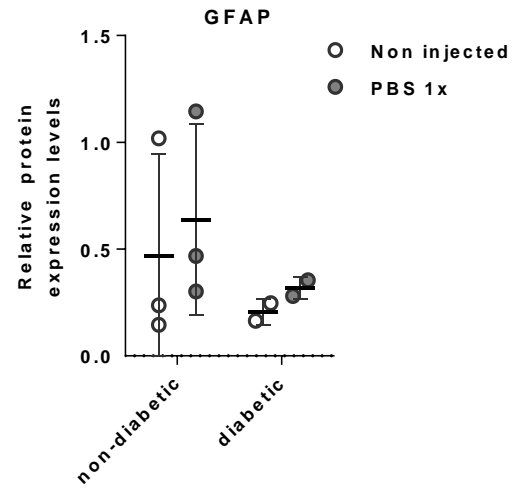 GFAP
Non injected
PBS 1x
Relative protein
expression levels
1.5
1.0
0.5
0.0
non-diabetic
diabetic